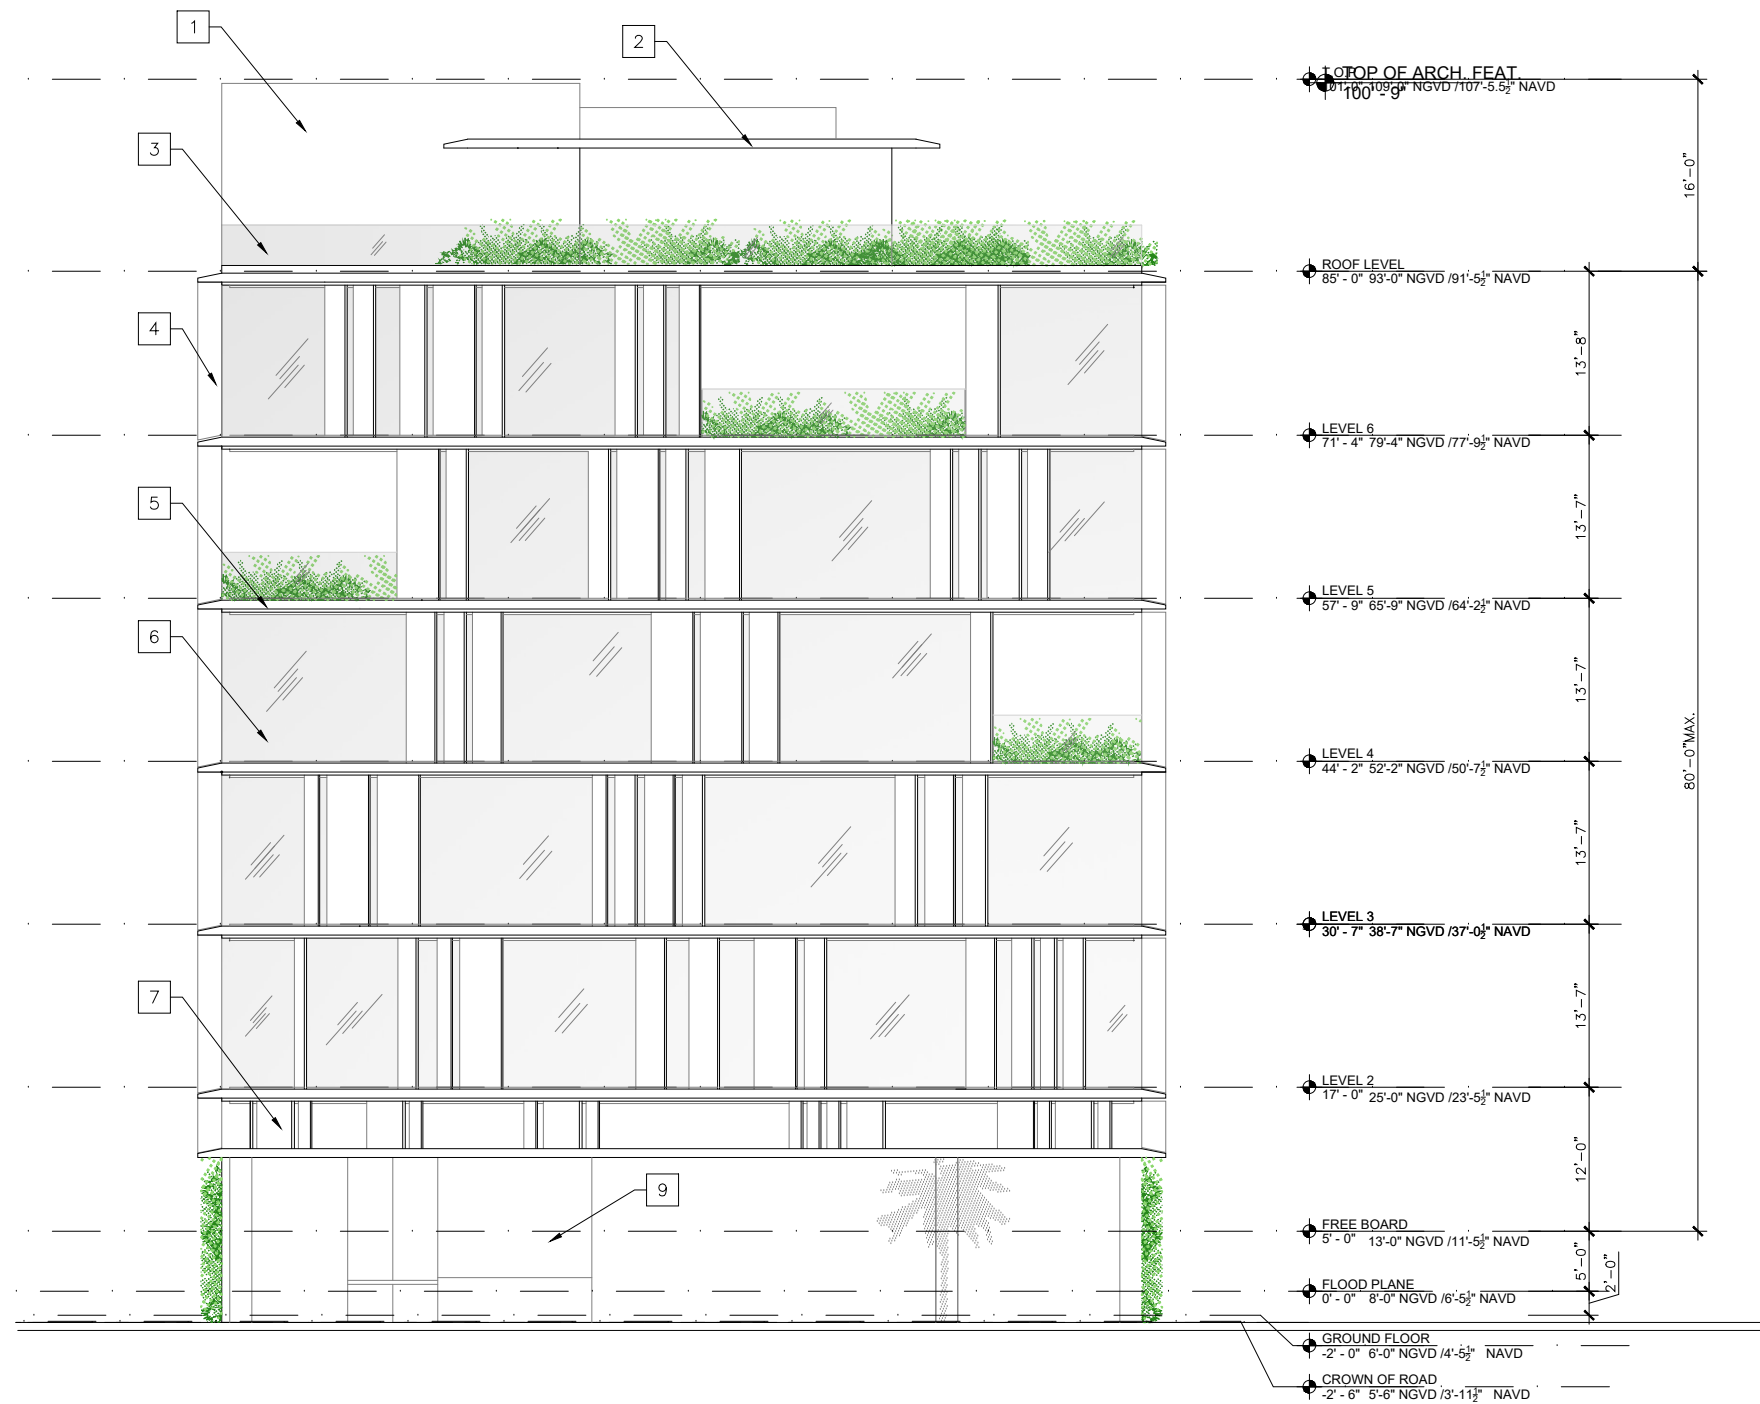 1
2
3
4
5
6
7
9
TOP OF ARCH. FEAT.
100' - 9"
109'-0" NGVD /107'-5.5½" NAVD
16'-0"
ROOF LEVEL
85' - 0" 93'-0" NGVD /91'-5½" NAVD
13'-8"
LEVEL 6
71' - 4" 79'-4" NGVD /77'-9½" NAVD
13'-7"
LEVEL 5
57' - 9" 65'-9" NGVD /64'-2½" NAVD
13'-7"
80'-0"MAX.
LEVEL 4
44' - 2" 52'-2" NGVD /50'-7½" NAVD
13'-7"
LEVEL 3
30' - 7" 38'-7" NGVD /37'-0½" NAVD
13'-7"
LEVEL 2
17' - 0" 25'-0" NGVD /23'-5½" NAVD
12'-0"
FREE BOARD
5' - 0" 13'-0" NGVD /11'-5½" NAVD
5'-0"
2'-0"
FLOOD PLANE
0' - 0" 8'-0" NGVD /6'-5½" NAVD
GROUND FLOOR
-2' - 0" 6'-0" NGVD /4'-5½" NAVD
CROWN OF ROAD
-2' - 6" 5'-6" NGVD /3'-11½" NAVD